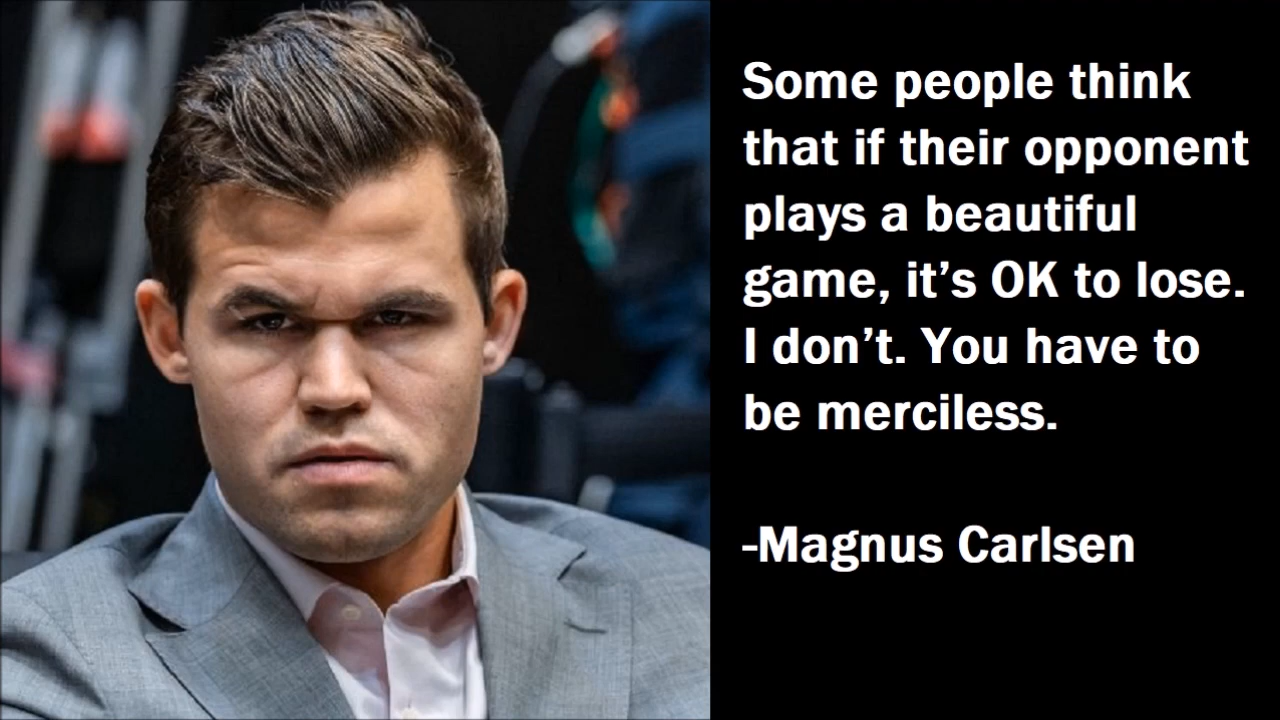 Some people think
that if their opponent
plays a beautiful
game, it’s OK to lose.
I don’t. You have to
be merciless.
-Magnus Carlsen